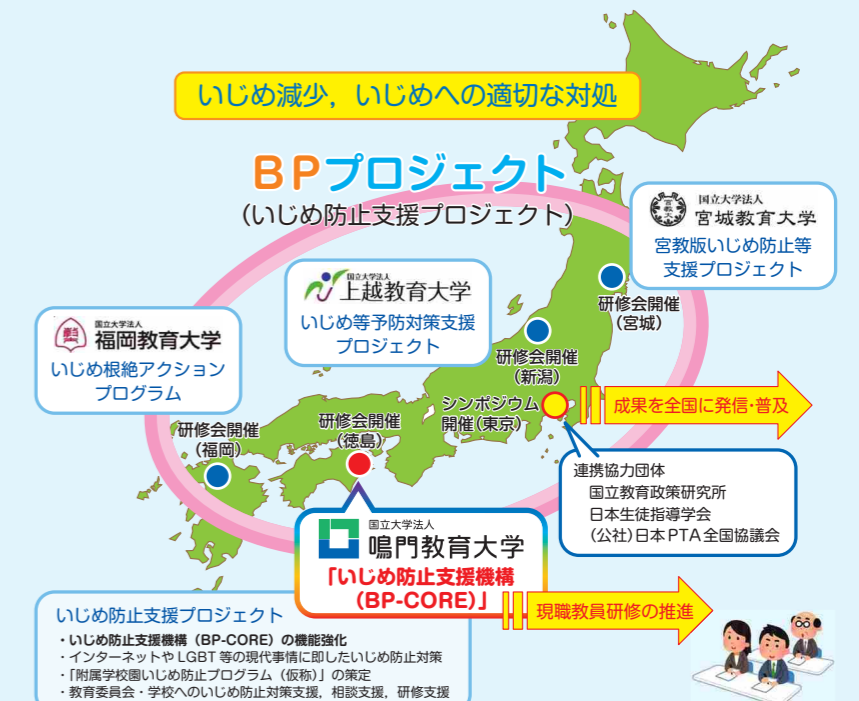 いじめ減少，いじめへの適切な対処
BPプロジェクト
(いじめ防止支援プロジェクト)
国立大学法人
宮城教育大学
宮教版いじめ防止等
支援プロジェクト
研修会開催
(宮城)
国立大学法人
上越教育大学
いじめ等予防対策支援
プロジェクト
研修会開催
(新潟)
国立大学法人
福岡教育大学
いじめ根絶アクション
プログラム
研修会開催
(福岡)
研修会開催
(徳島)
シンポジウム
開催(東京)
成果を全国に発信・普及
連携協力団体
国立教育政策研究所
日本生徒指導学会
(公社)日本PTA全国協議会
国立大学法人
鳴門教育大学
「いじめ防止支援機構
(BP-CORE)」
現職教員研修の推進
いじめ防止支援プロジェクト
・いじめ防止支援機構（BP-CORE）の機能強化
・インターネットやLGBT等の現代事情に即したいじめ防止対策
・「附属学校園いじめ防止プログラム（仮称）」の策定
・教育委員会・学校へのいじめ防止対策支援，相談支援，研修支援